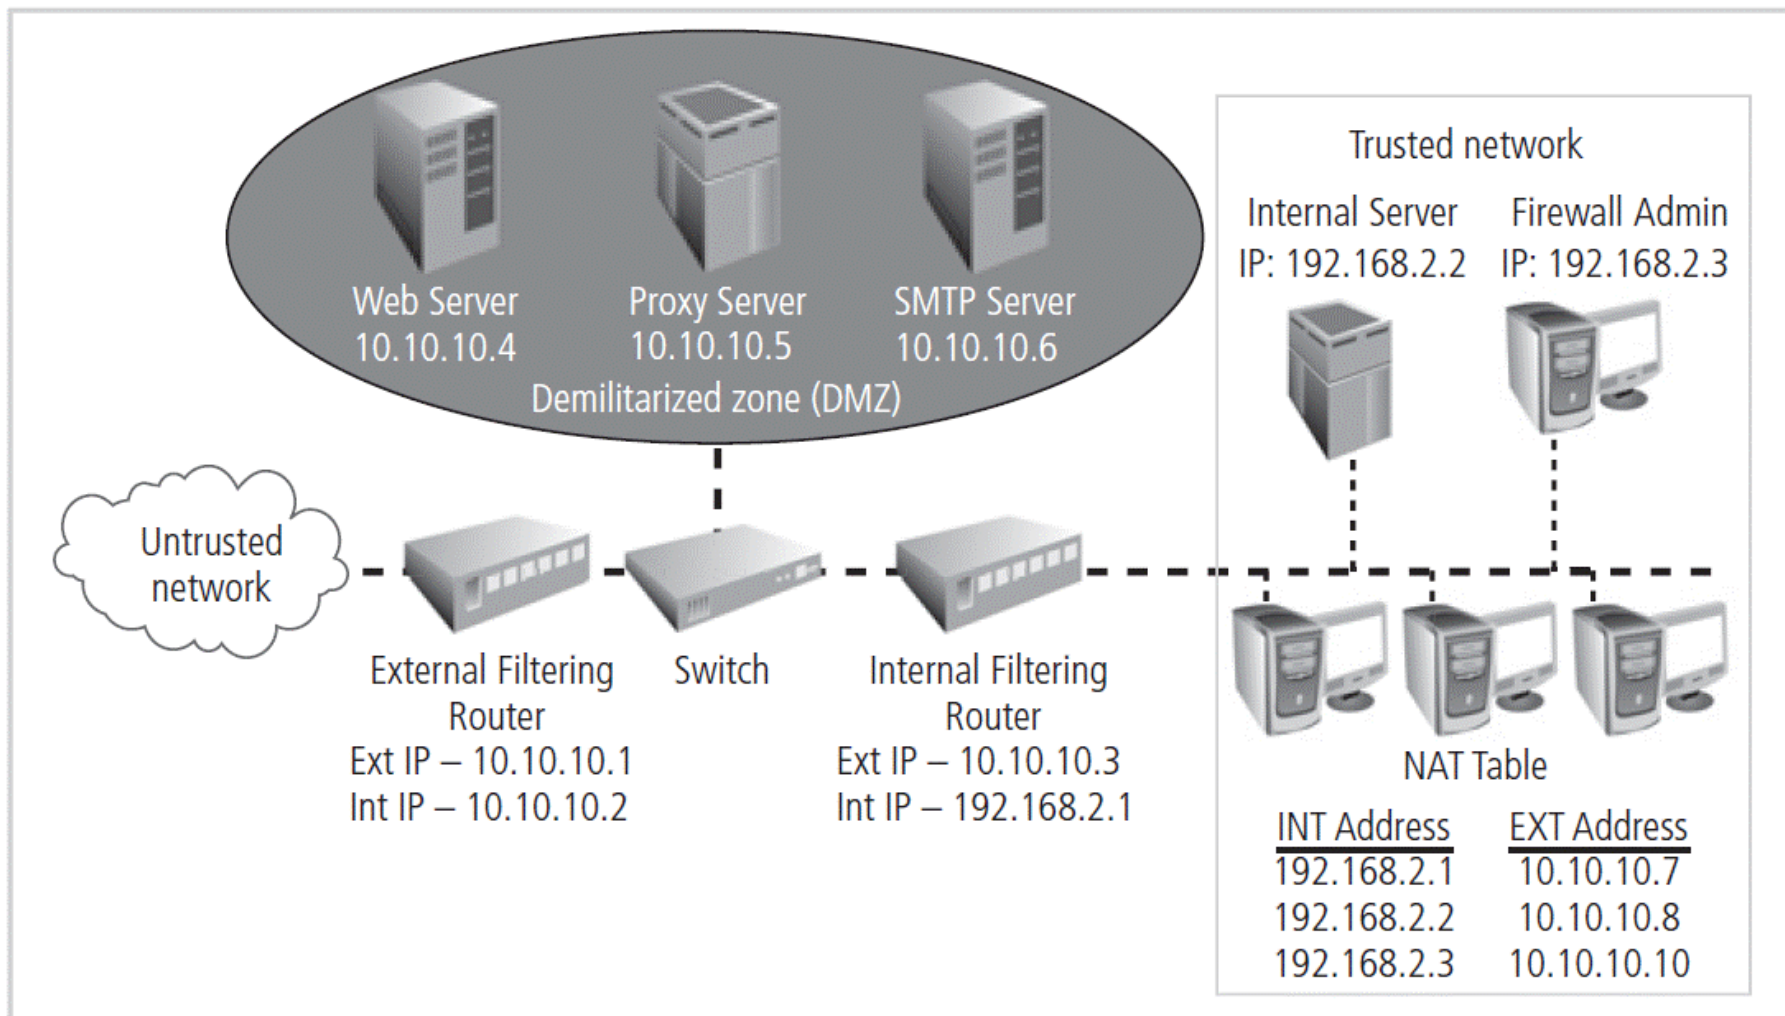 Web Server
10.10.10.4
Proxy Server
10.10.10.5
SMTP Server
10.10.10.6
Demilitarized zone (DMZ)
Trusted network
Internal Server
IP: 192.168.2.2
Firewall Admin
IP: 192.168.2.3
Untrusted
network
External Filtering
Router
Ext IP – 10.10.10.1
Int IP – 10.10.10.2
Switch
Internal Filtering
Router
Ext IP – 10.10.10.3
Int IP – 192.168.2.1
NAT Table
INT Address EXT Address
192.168.2.1 10.10.10.7
192.168.2.2 10.10.10.8
192.168.2.3 10.10.10.10